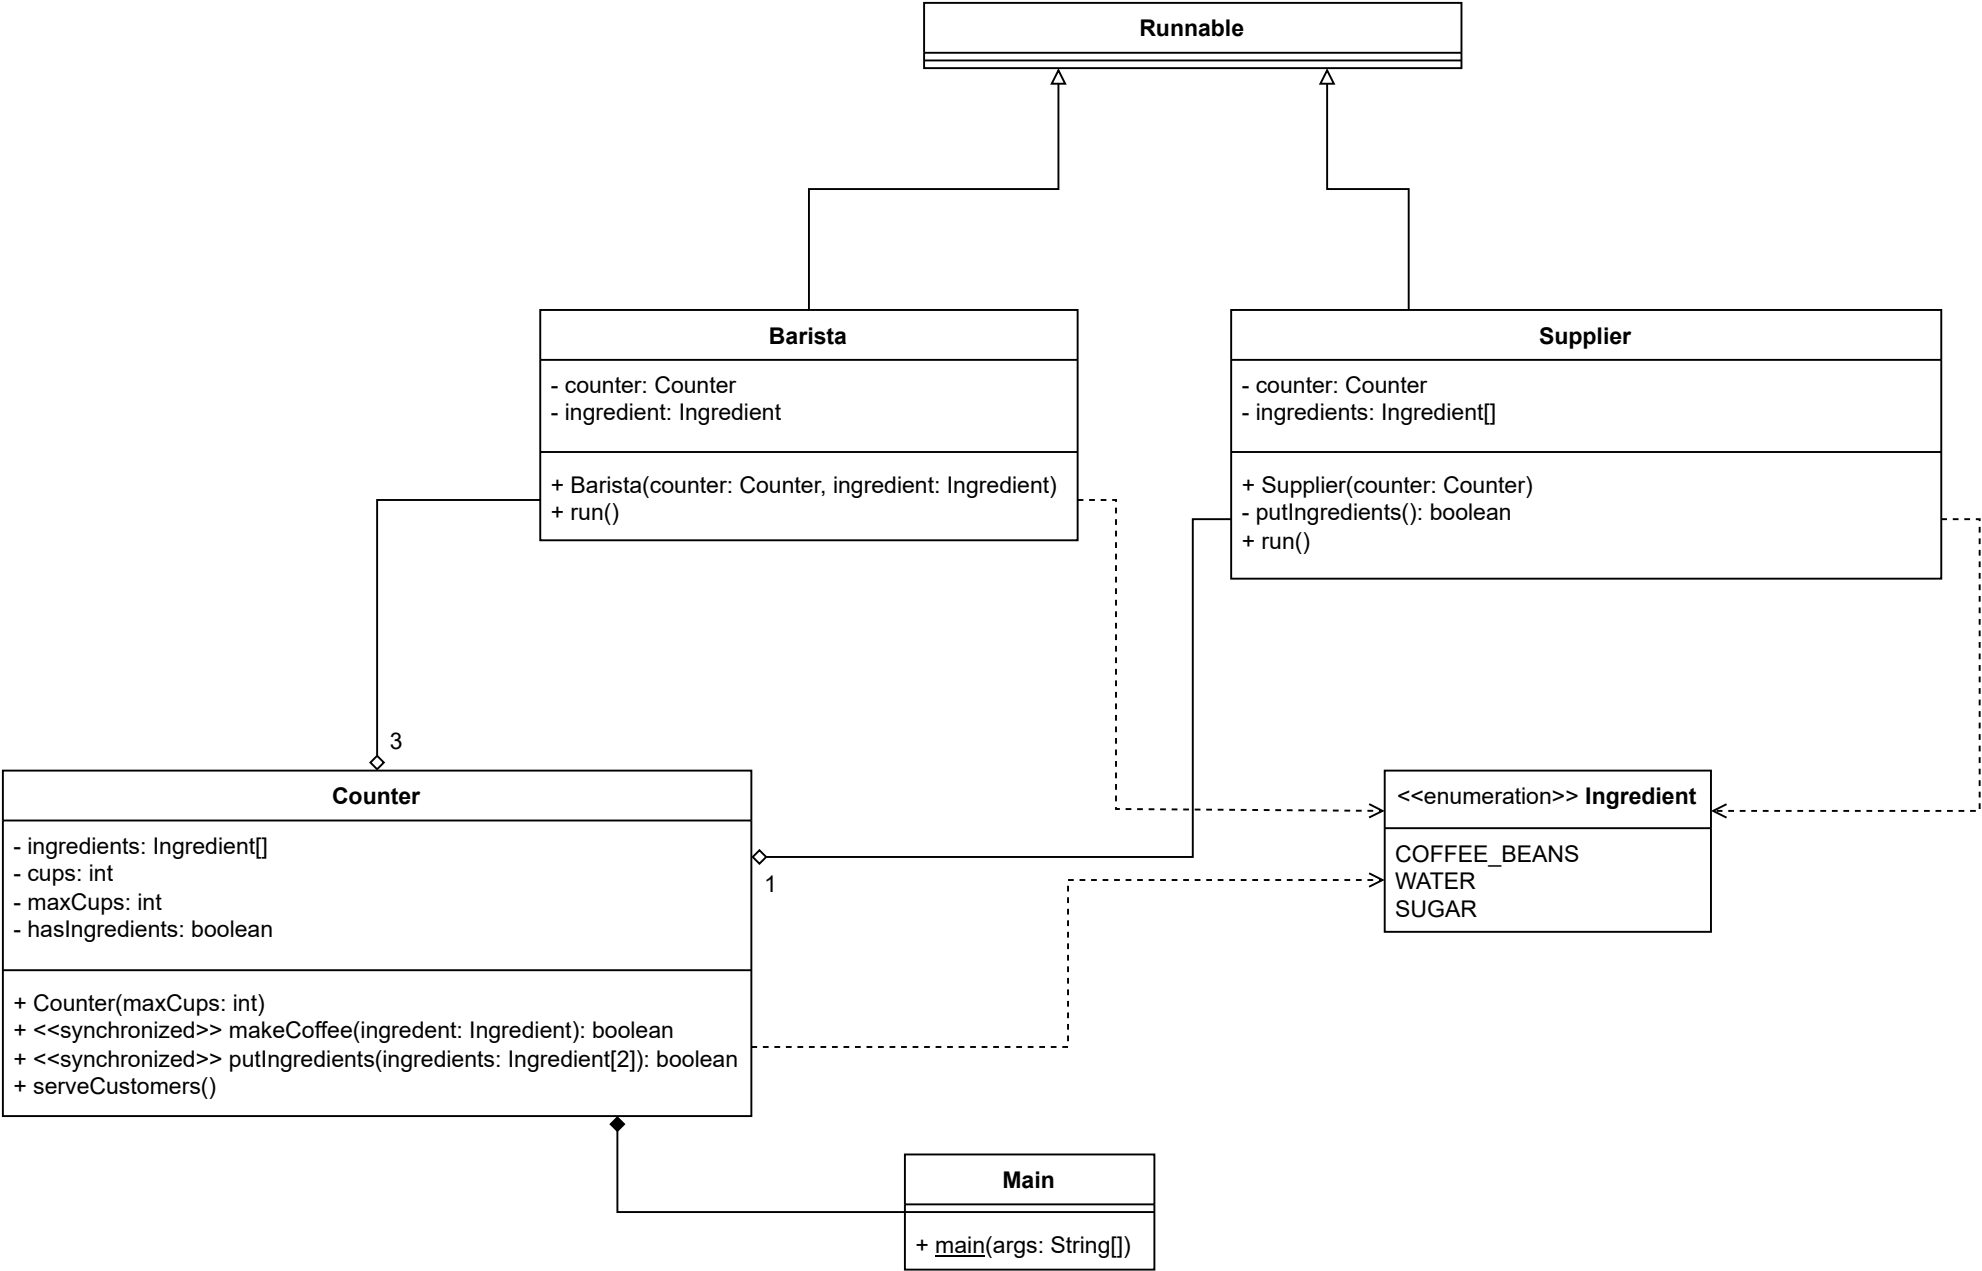 Runnable
Barista
- counter: Counter
- ingredient: Ingredient
+ Barista(counter: Counter, ingredient: Ingredient)
+ run()
Supplier
- counter: Counter
- ingredients: Ingredient[]
+ Supplier(counter: Counter)
- putIngredients(): boolean
+ run()
3
Counter
- ingredients: Ingredient[]
- cups: int
- maxCups: int
- hasIngredients: boolean
+ Counter(maxCups: int)
+ <<synchronized>> makeCoffee(ingredent: Ingredient): boolean
+ <<synchronized>> putIngredients(ingredients: Ingredient[2]): boolean
+ serveCustomers()
1
<<enumeration>> Ingredient
COFFEE_BEANS
WATER
SUGAR
Main
+ main(args: String[])